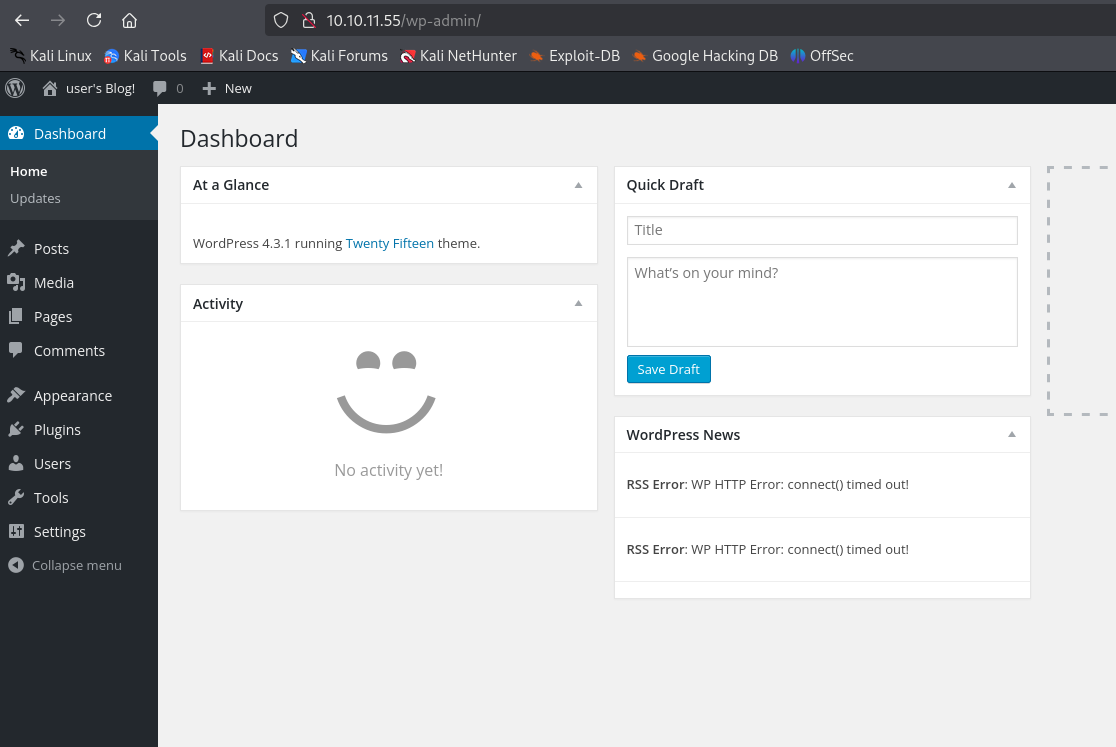 10.10.11.55/wp-admin/
Kali Linux Kali Tools Kali Docs Kali Forums Kali NetHunter Exploit-DB Google Hacking DB OffSec
user's Blog! 0 New
Dashboard
Home
Updates
Posts
Media
Pages
Comments
Appearance
Plugins
Users
Tools
Settings
Collapse menu
Dashboard
At a Glance
WordPress 4.3.1 running Twenty Fifteen theme.
Activity
No activity yet!
Quick Draft
Title
What's on your mind?
Save Draft
WordPress News
RSS Error: WP HTTP Error: connect() timed out!
RSS Error: WP HTTP Error: connect() timed out!